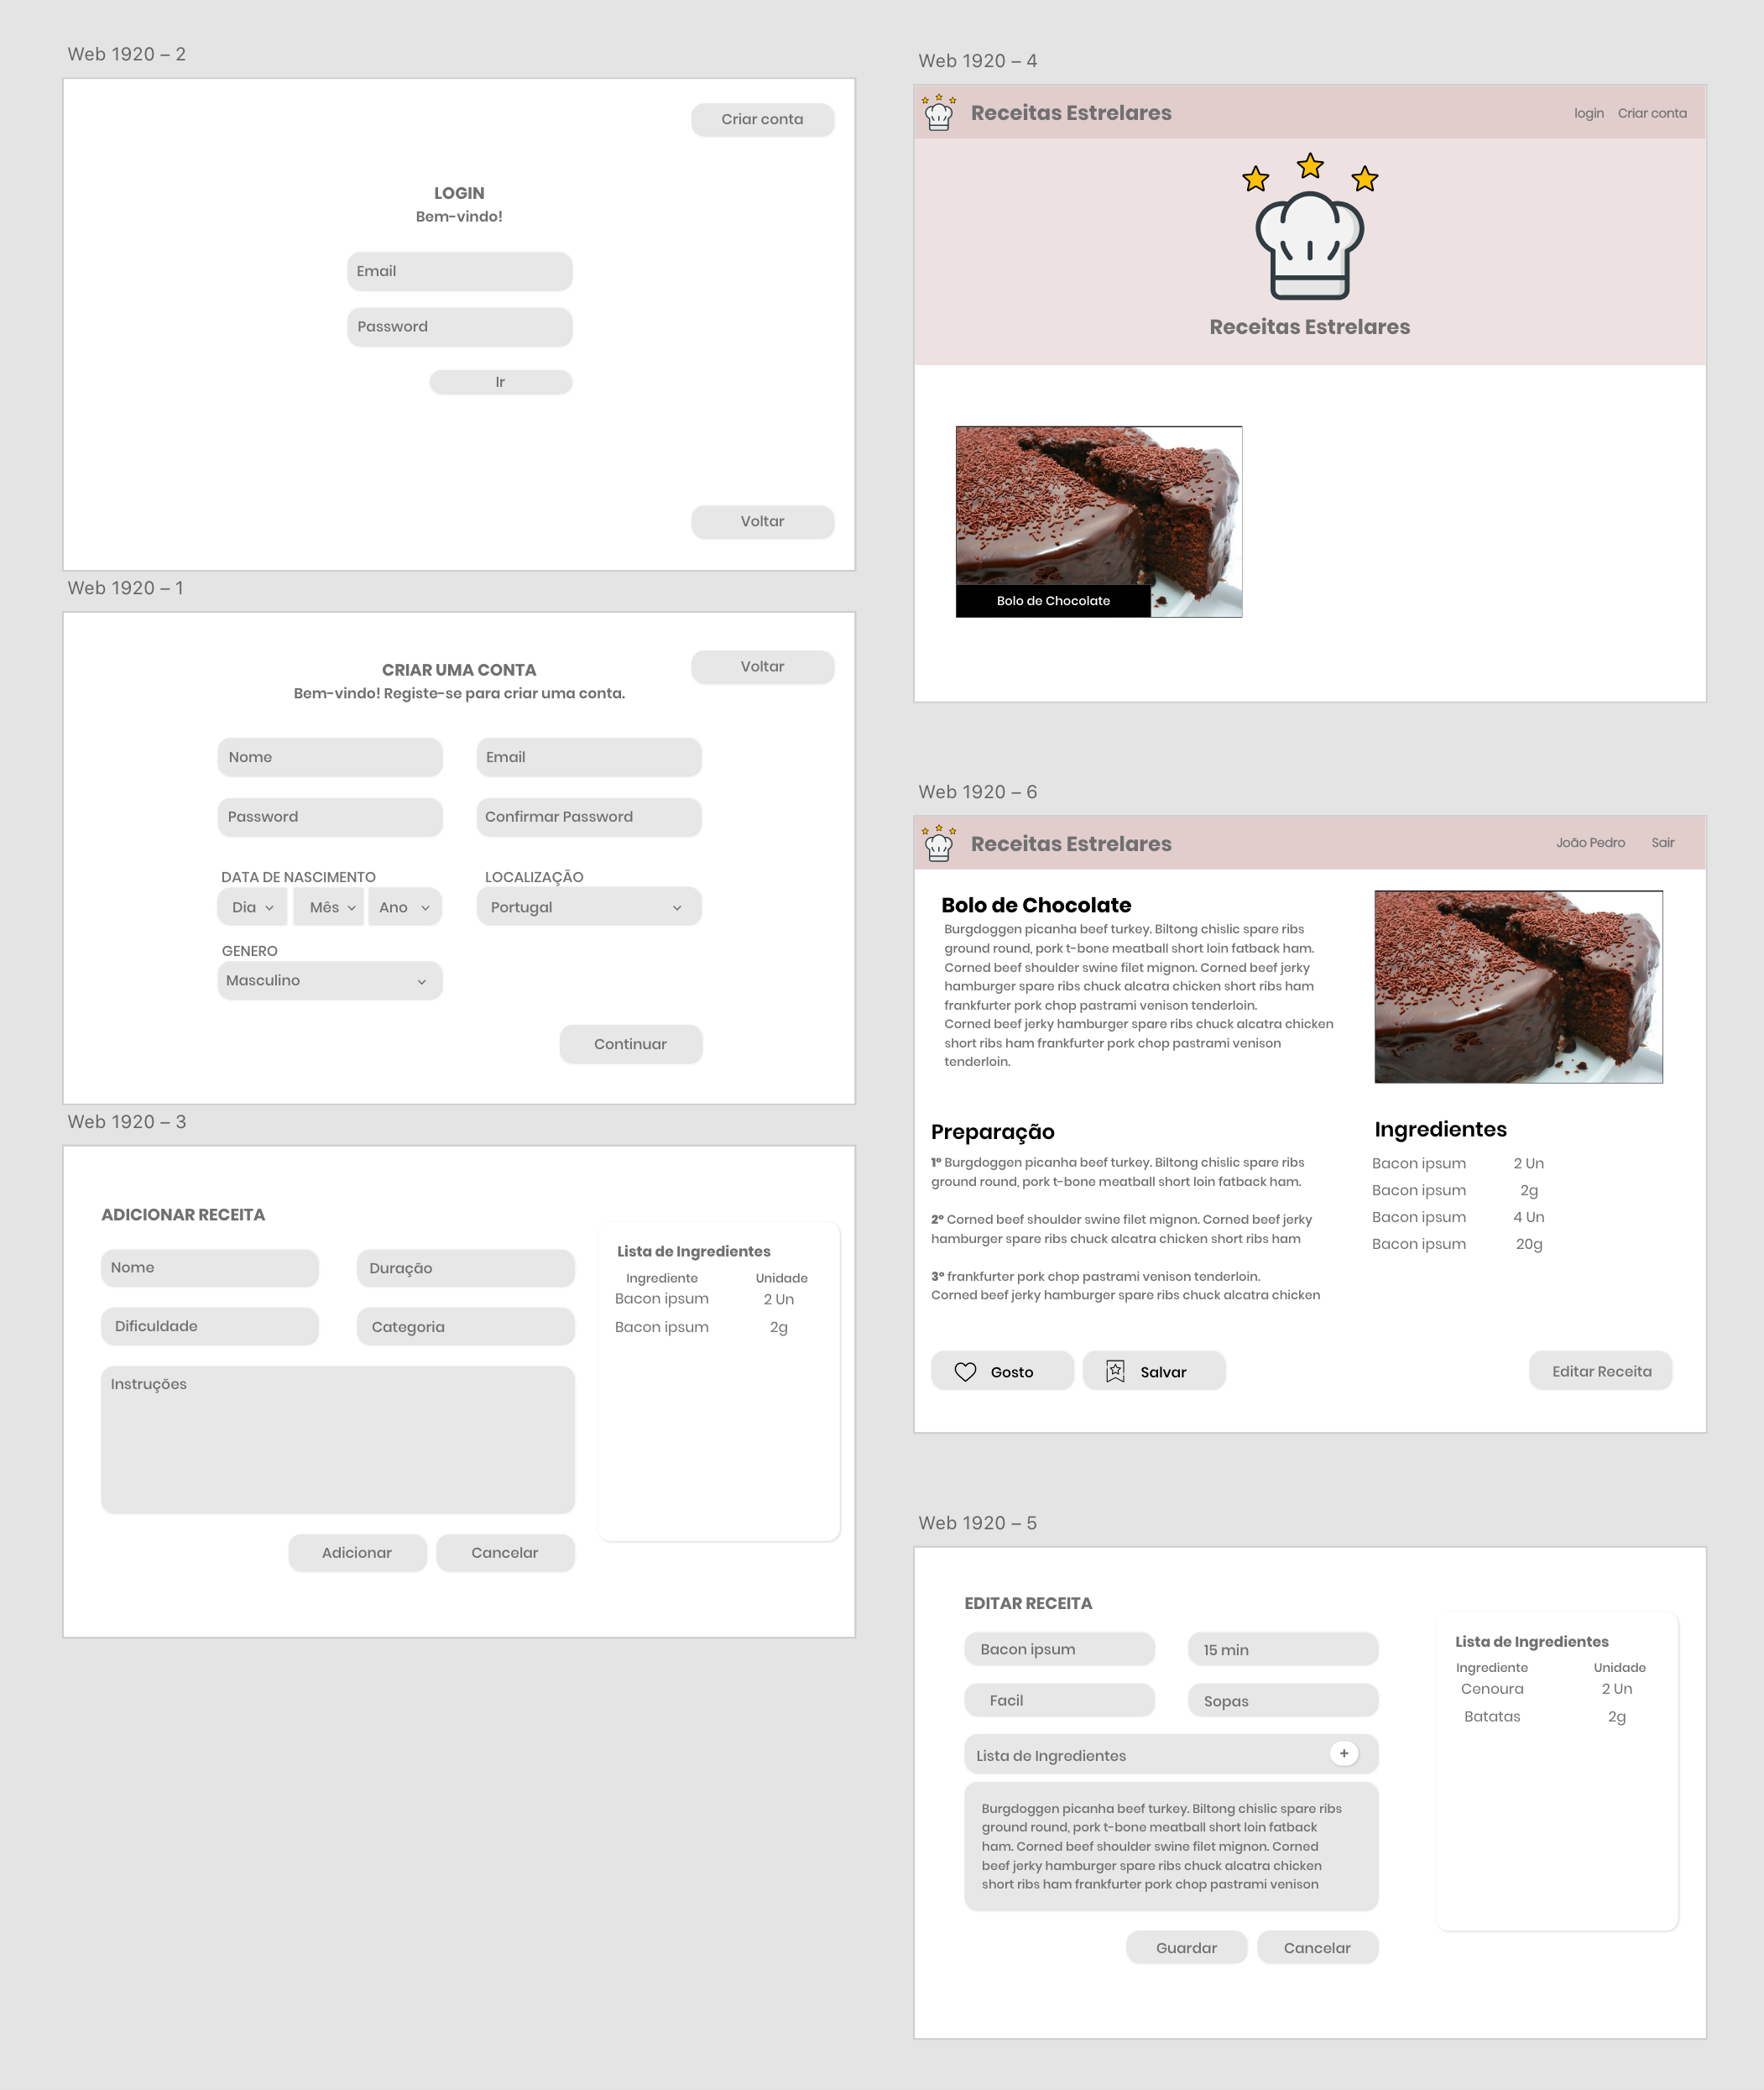 Web 1920 – 2
Criar conta
LOGIN
Bem-vindo!
Email
Password
Ir
Voltar
Web 1920 – 1
CRIAR UMA CONTA
Voltar
Bem-vindo! Registe-se para criar uma conta.
Nome
Email
Password
Confirmar Password
DATA DE NASCIMENTO
LOCALIZAÇÃO
Dia
Mês
Ano
Portugal
GENERO
Masculino
Continuar
Web 1920 – 3
ADICIONAR RECEITA
Nome
Duração
Dificuldade
Categoria
Instruções
Adicionar
Cancelar
Lista de Ingredientes
Ingrediente Unidade
Bacon ipsum 2 Un
Bacon ipsum 2g
Web 1920 – 4
Receitas Estrelares
login Criar conta
Receitas Estrelares
Bolo de Chocolate
Web 1920 – 6
Receitas Estrelares
João Pedro Sair
Bolo de Chocolate
Burgdoggen picanha beef turkey. Biltong chislic spare ribs
ground round, pork t-bone meatball short loin fatback ham.
Corned beef shoulder swine filet mignon. Corned beef jerky
hamburger spare ribs chuck alcatra chicken short ribs ham
frankfurter pork chop pastrami venison tenderloin.
Corned beef jerky hamburger spare ribs chuck alcatra chicken
short ribs ham frankfurter pork chop pastrami venison
tenderloin.
Preparação
1º Burgdoggen picanha beef turkey. Biltong chislic spare ribs
ground round, pork t-bone meatball short loin fatback ham.
2º Corned beef shoulder swine filet mignon. Corned beef jerky
hamburger spare ribs chuck alcatra chicken short ribs ham
3º frankfurter pork chop pastrami venison tenderloin.
Corned beef jerky hamburger spare ribs chuck alcatra chicken
Ingredientes
Bacon ipsum 2 Un
Bacon ipsum 2g
Bacon ipsum 4 Un
Bacon ipsum 20g
Gosto
Salvar
Editar Receita
Web 1920 – 5
EDITAR RECEITA
Bacon ipsum
15 min
Facil
Sopas
Lista de Ingredientes +
Burgdoggen picanha beef turkey. Biltong chislic spare ribs
ground round, pork t-bone meatball short loin fatback
ham. Corned beef shoulder swine filet mignon. Corned
beef jerky hamburger spare ribs chuck alcatra chicken
short ribs ham frankfurter pork chop pastrami venison
Guardar
Cancelar
Lista de Ingredientes
Ingrediente Unidade
Cenoura 2 Un
Batatas 2g